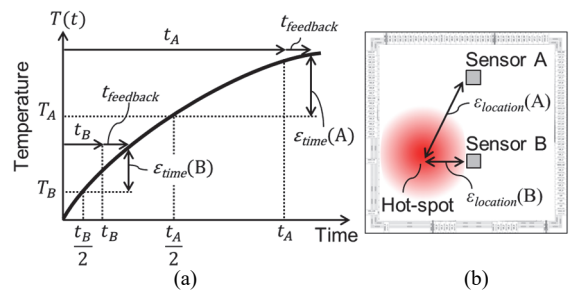 (a)
T(t)
Temperature
t_A
t_feedback
T_A
t_feedback
t_B
ε_time(A)
ε_time(B)
T_B
t_B/2
t_B
t_A/2
t_A
Time
(b)
Sensor A
ε_location(A)
Sensor B
Hot-spot
ε_location(B)